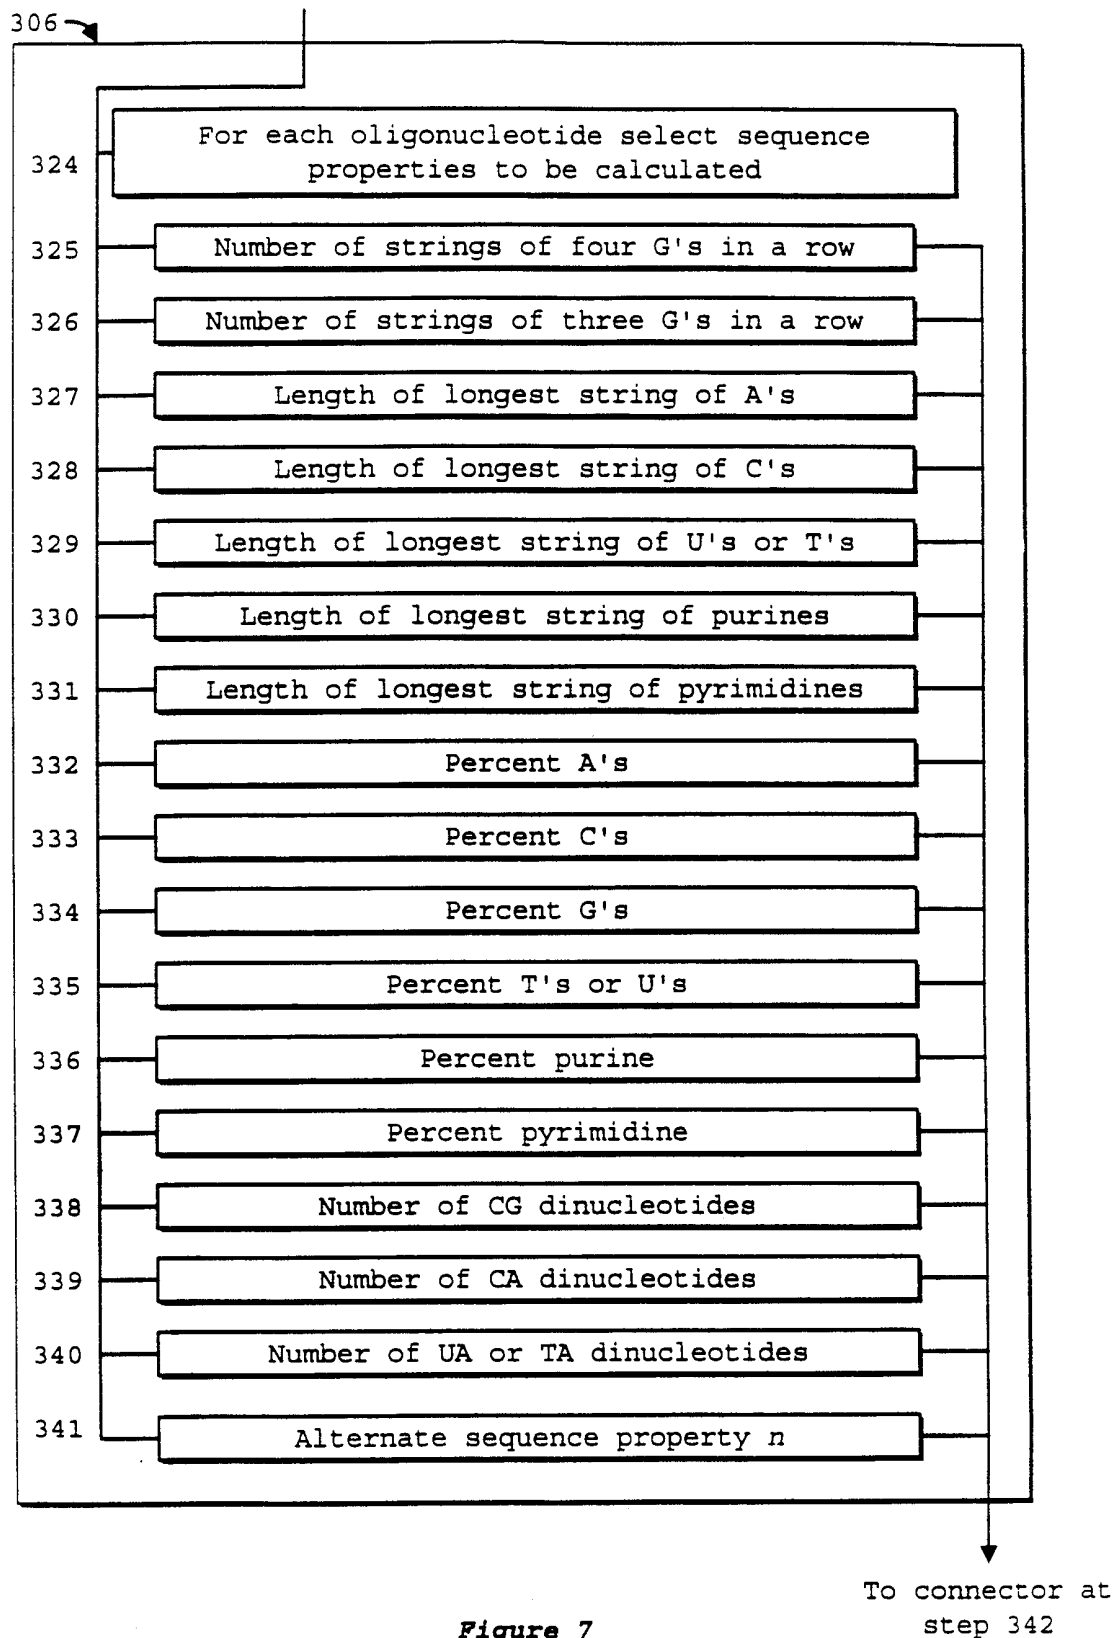 306
324
For each oligonucleotide select sequence
properties to be calculated
325
Number of strings of four G's in a row
326
Number of strings of three G's in a row
327
Length of longest string of A's
328
Length of longest string of C's
329
Length of longest string of U's or T's
330
Length of longest string of purines
331
Length of longest string of pyrimidines
332
Percent A's
333
Percent C's
334
Percent G's
335
Percent T's or U's
336
Percent purine
337
Percent pyrimidine
338
Number of CG dinucleotides
339
Number of CA dinucleotides
340
Number of UA or TA dinucleotides
341
Alternate sequence property n
To connector at
step 342
Figure 7